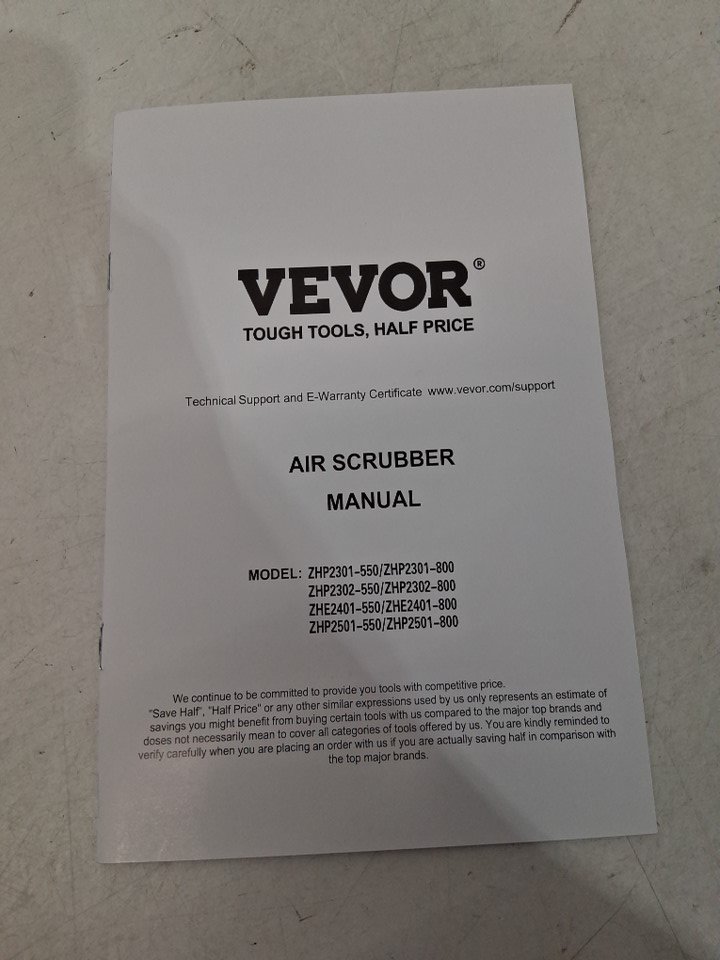 VEVOR®
TOUGH TOOLS, HALF PRICE
Technical Support and E-Warranty Certificate www.vevor.com/support
AIR SCRUBBER
MANUAL
MODEL: ZHP2301-550/ZHP2301-800
ZHP2302-550/ZHP2302-800
ZHE2401-550/ZHE2401-800
ZHP2501-550/ZHP2501-800
We continue to be committed to provide you tools with competitive price.
"Save Half", "Half Price" or any other similar expressions used by us only represents an estimate of
savings you might benefit from buying certain tools with us compared to the major top brands and
doses not necessarily mean to cover all categories of tools offered by us. You are kindly reminded to
verify carefully when you are placing an order with us if you are actually saving half in comparison with
the top major brands.